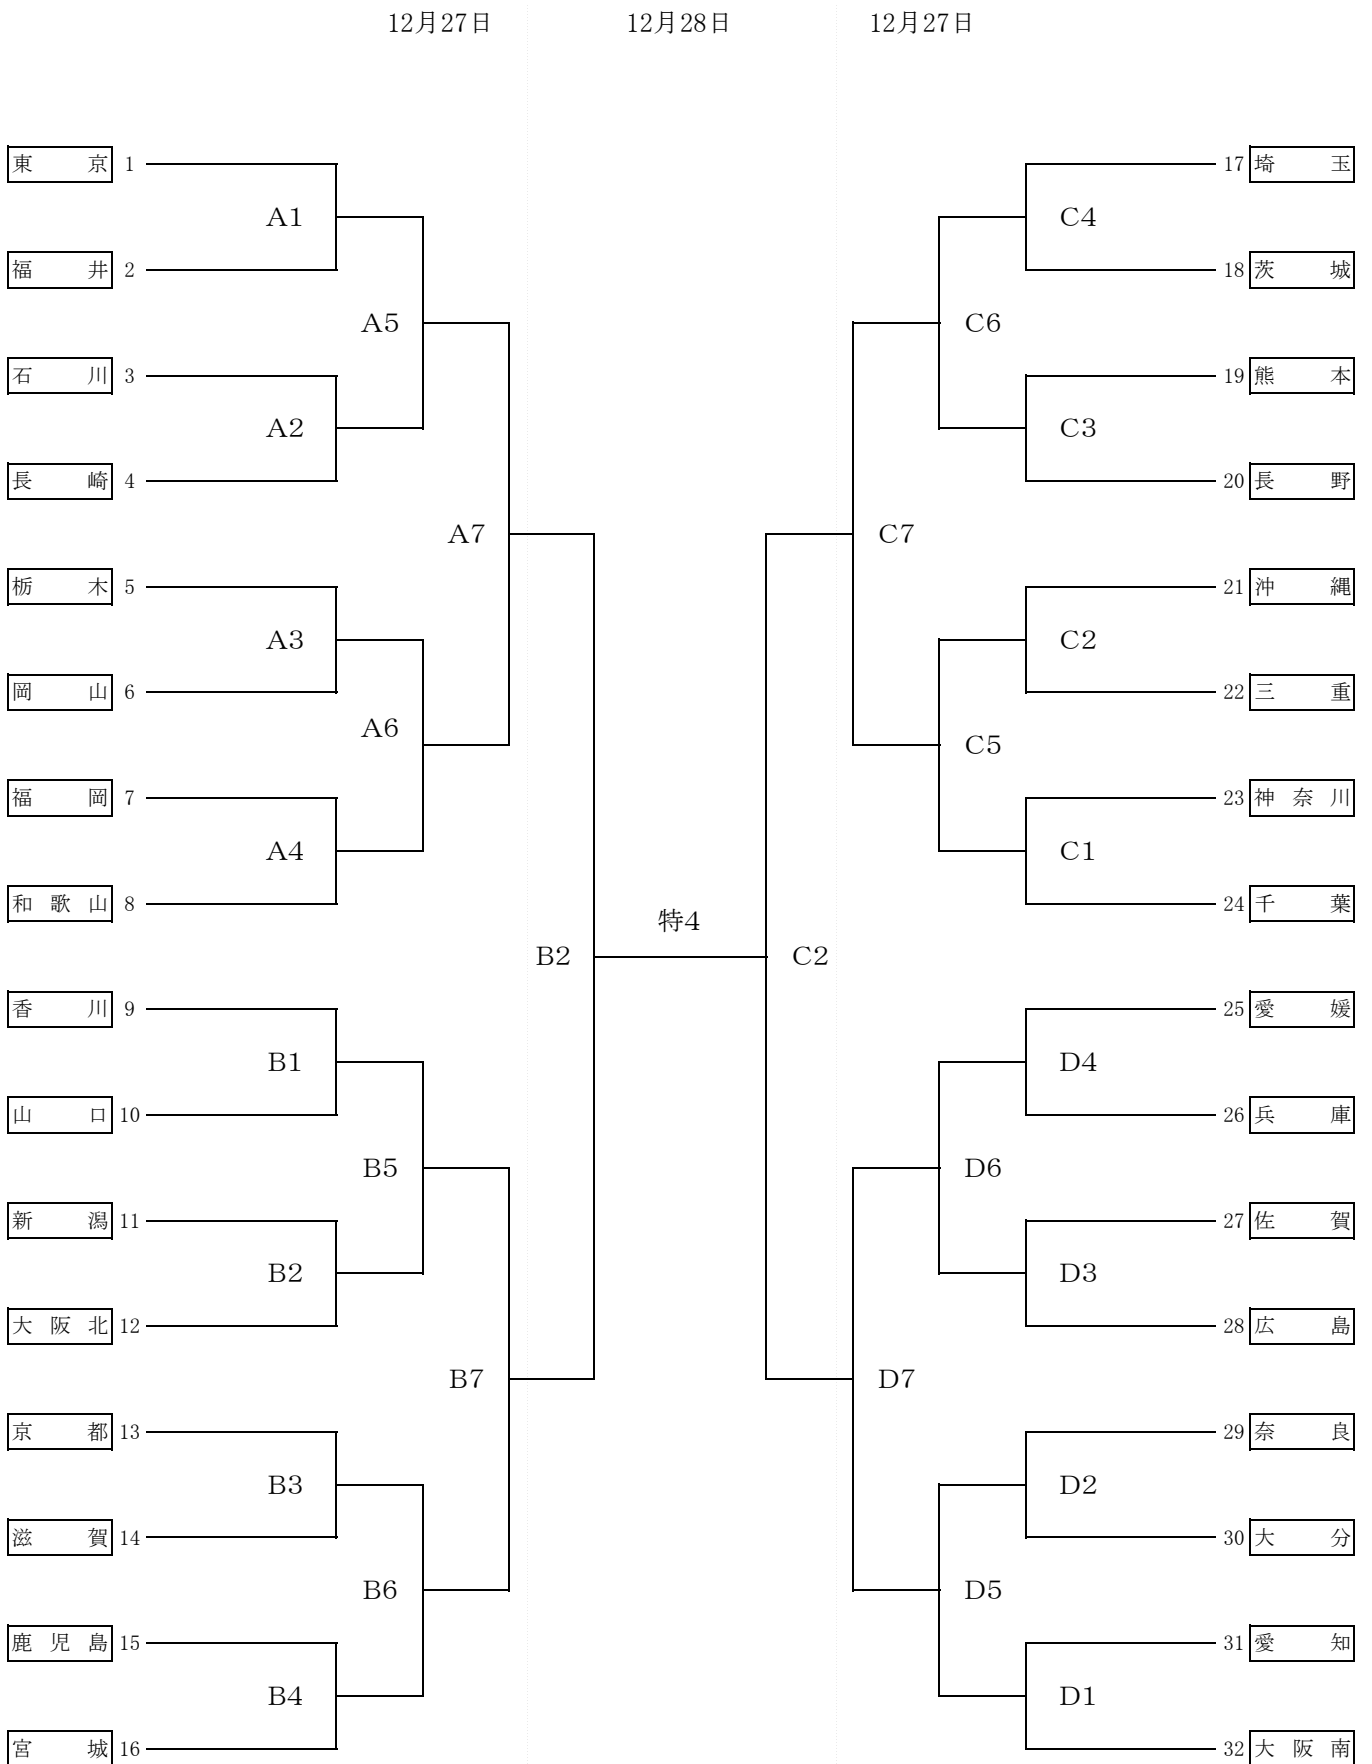 12月27日 12月28日 12月27日
東京 1 17 埼玉
A1 C4
福井 2 18 茨城
A5 C6
石川 3 19 熊本
A2 C3
長崎 4 20 長野
A7 C7
栃木 5 21 沖縄
A3 C2
岡山 6 22 三重
A6 C5
福岡 7 23 神奈川
A4 C1
和歌山 8 24 千葉
特4
B2 C2
香川 9 25 愛媛
B1 D4
山口 10 26 兵庫
B5 D6
新潟 11 27 佐賀
B2 D3
大阪北 12 28 広島
B7 D7
京都 13 29 奈良
B3 D2
滋賀 14 30 大分
B6 D5
鹿児島 15 31 愛知
B4 D1
宮城 16 32 大阪南